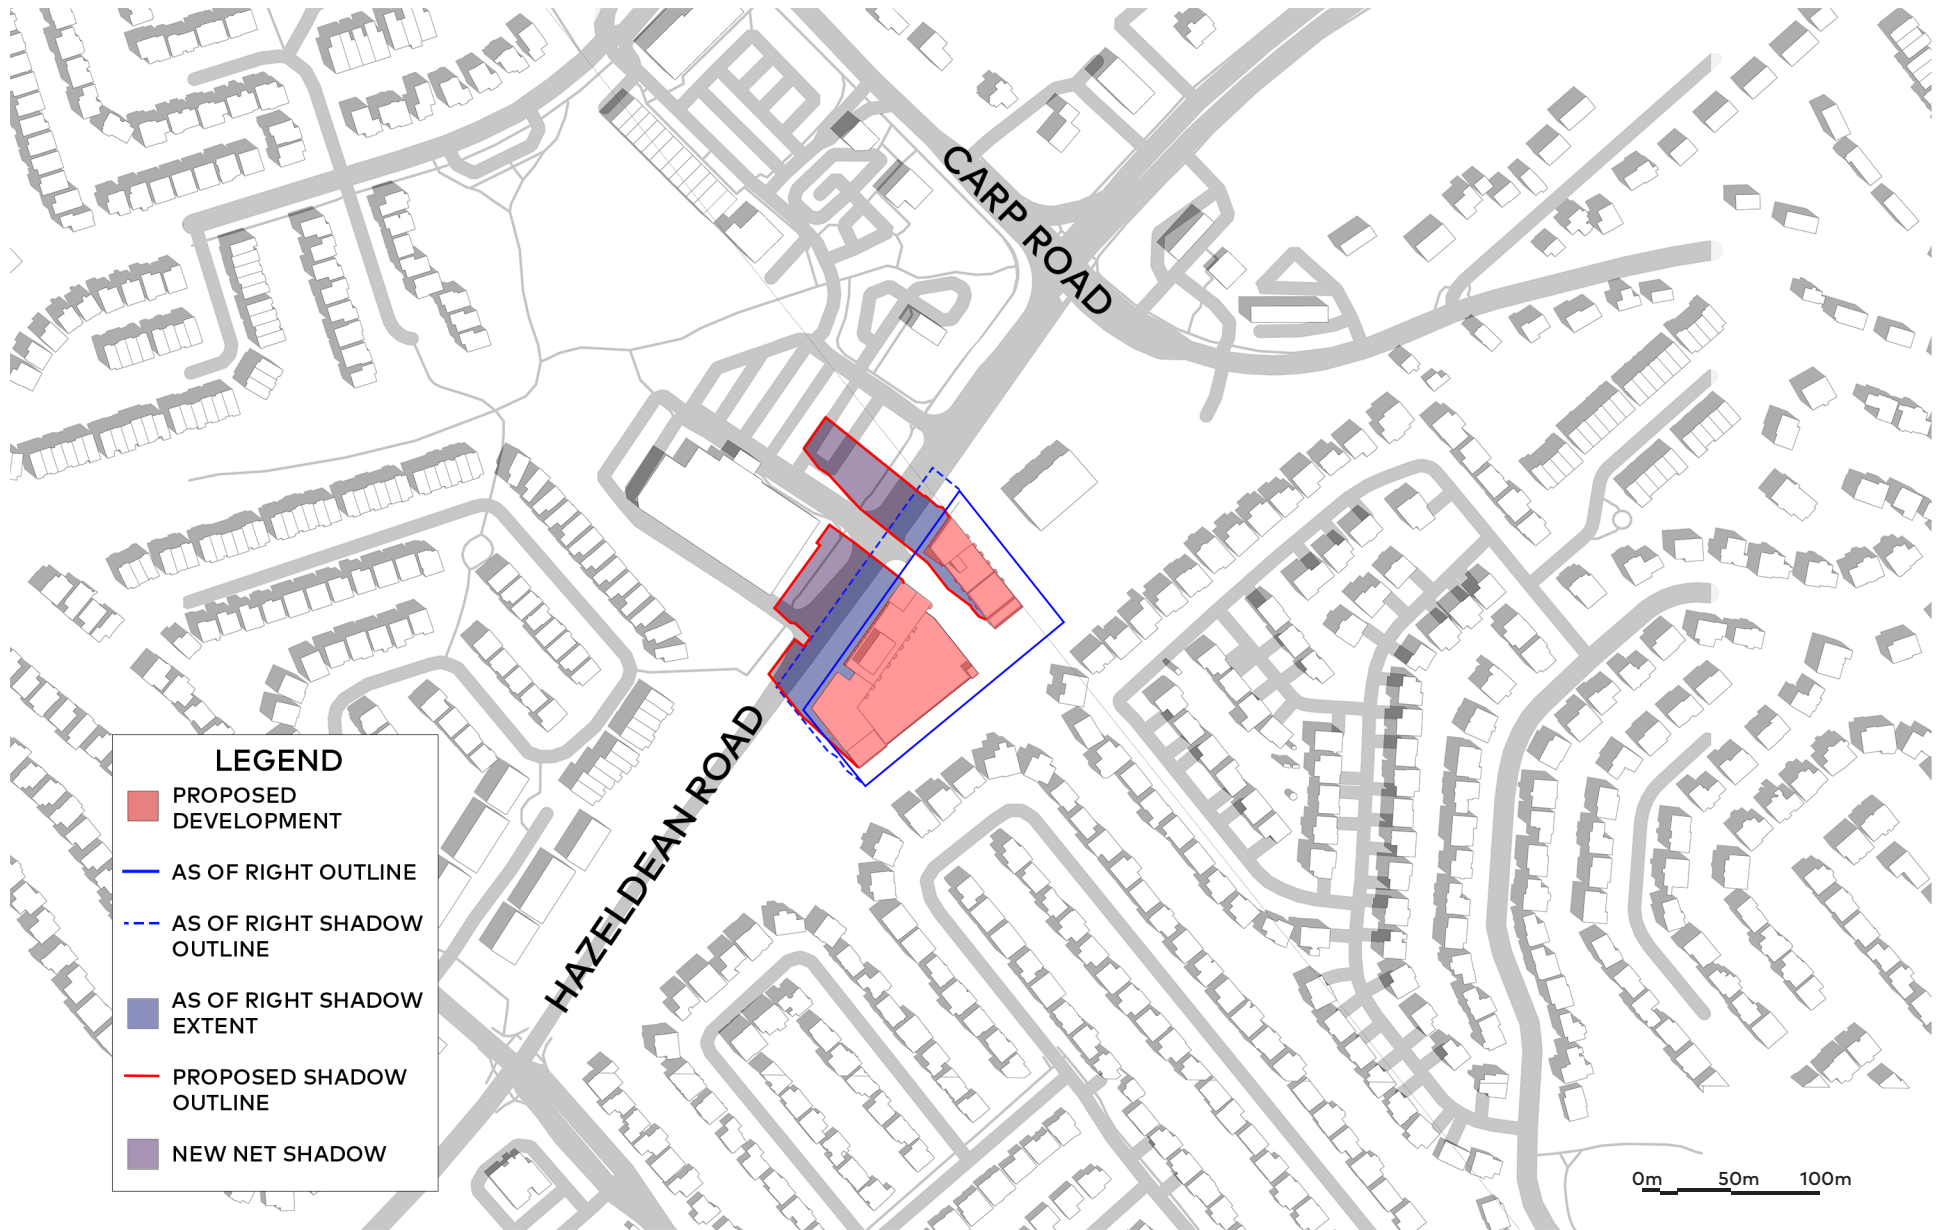 CARP ROAD
HAZELDEAN ROAD
LEGEND
PROPOSED
DEVELOPMENT
AS OF RIGHT OUTLINE
AS OF RIGHT SHADOW
OUTLINE
AS OF RIGHT SHADOW
EXTENT
PROPOSED SHADOW
OUTLINE
NEW NET SHADOW
0m 50m 100m